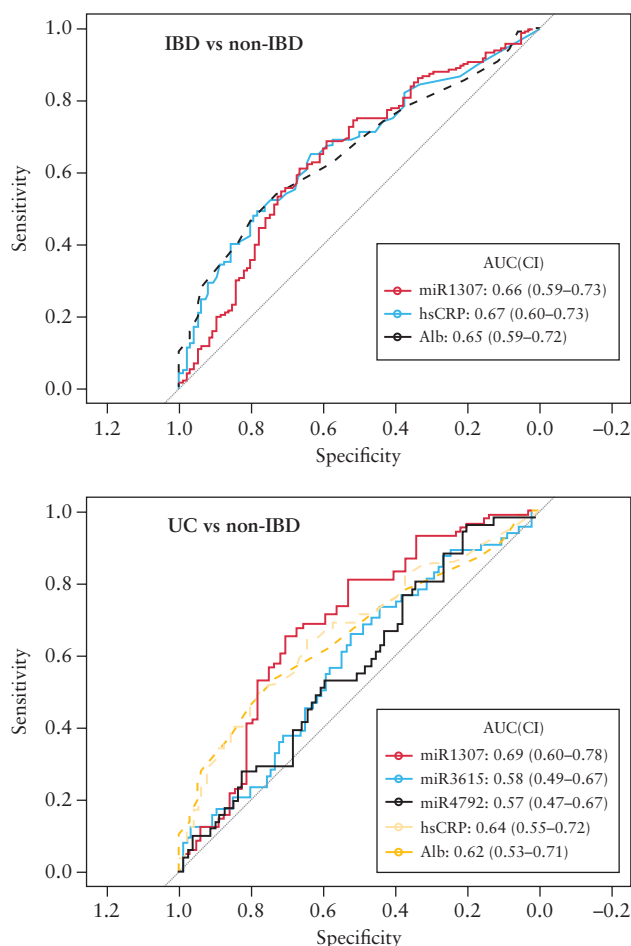 IBD vs non-IBD
1.0
0.8
0.6
0.4
0.2
0.0
Sensitivity
AUC(CI)
miR1307: 0.66 (0.59–0.73)
hsCRP: 0.67 (0.60–0.73)
Alb: 0.65 (0.59–0.72)
1.2 1.0 0.8 0.6 0.4 0.2 0.0 –0.2
Specificity
UC vs non-IBD
1.0
0.8
0.6
0.4
0.2
0.0
Sensitivity
AUC(CI)
miR1307: 0.69 (0.60–0.78)
miR3615: 0.58 (0.49–0.67)
miR4792: 0.57 (0.47–0.67)
hsCRP: 0.64 (0.55–0.72)
Alb: 0.62 (0.53–0.71)
1.2 1.0 0.8 0.6 0.4 0.2 0.0 –0.2
Specificity